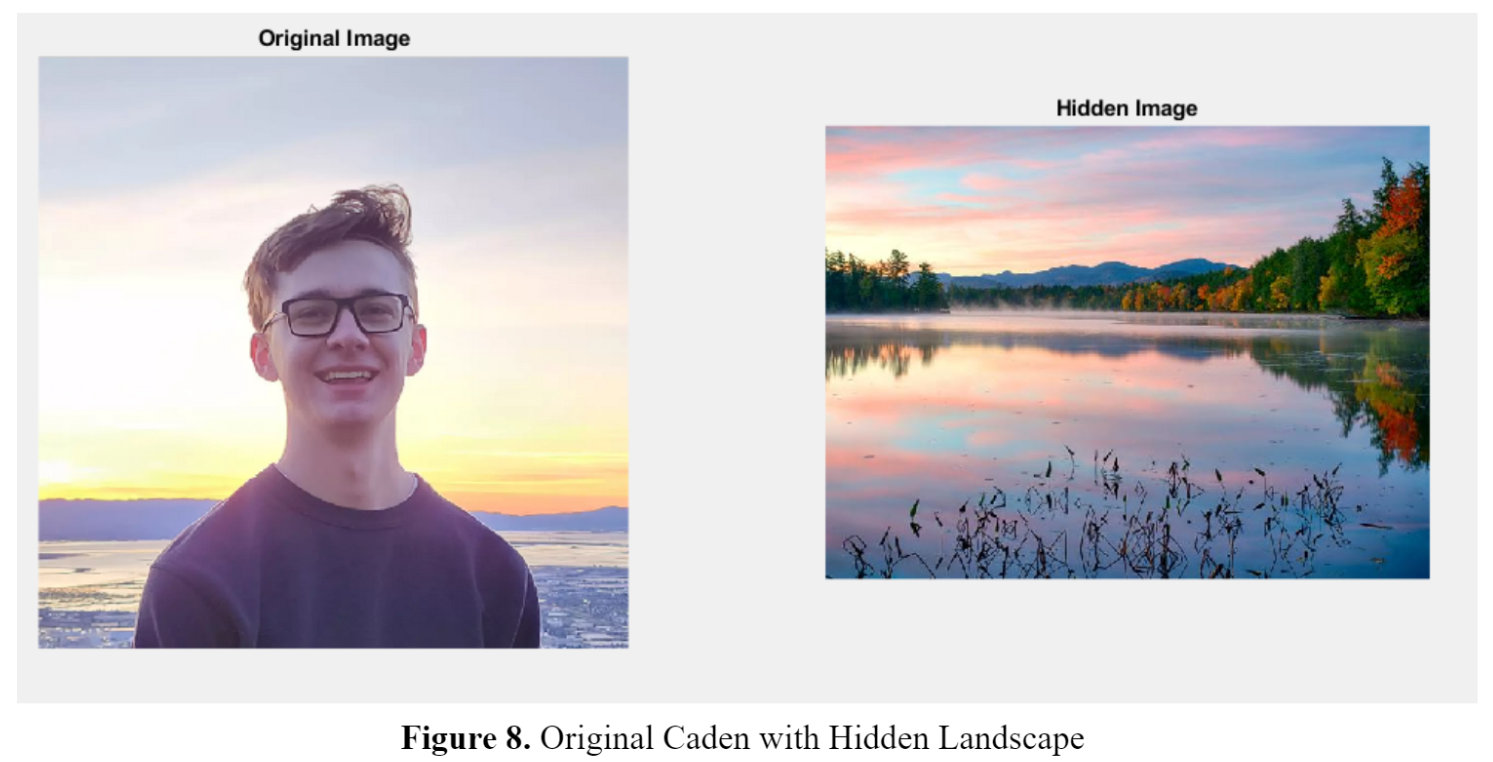 Original Image
Hidden Image
Figure 8. Original Caden with Hidden Landscape